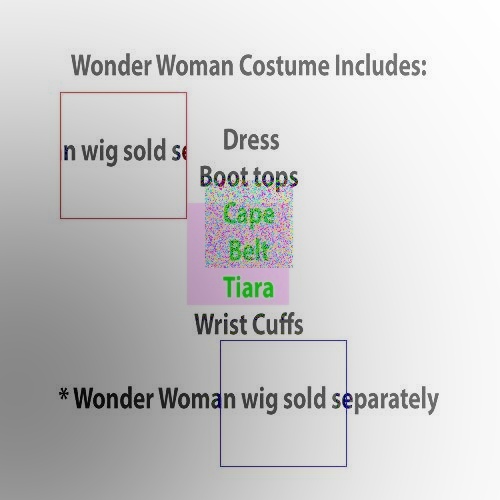 Wonder Woman Costume Includes:
n wig sold se
Dress
Boot tops
Cape
Belt
Tiara
Wrist Cuffs
* Wonder Woman wig sold separately